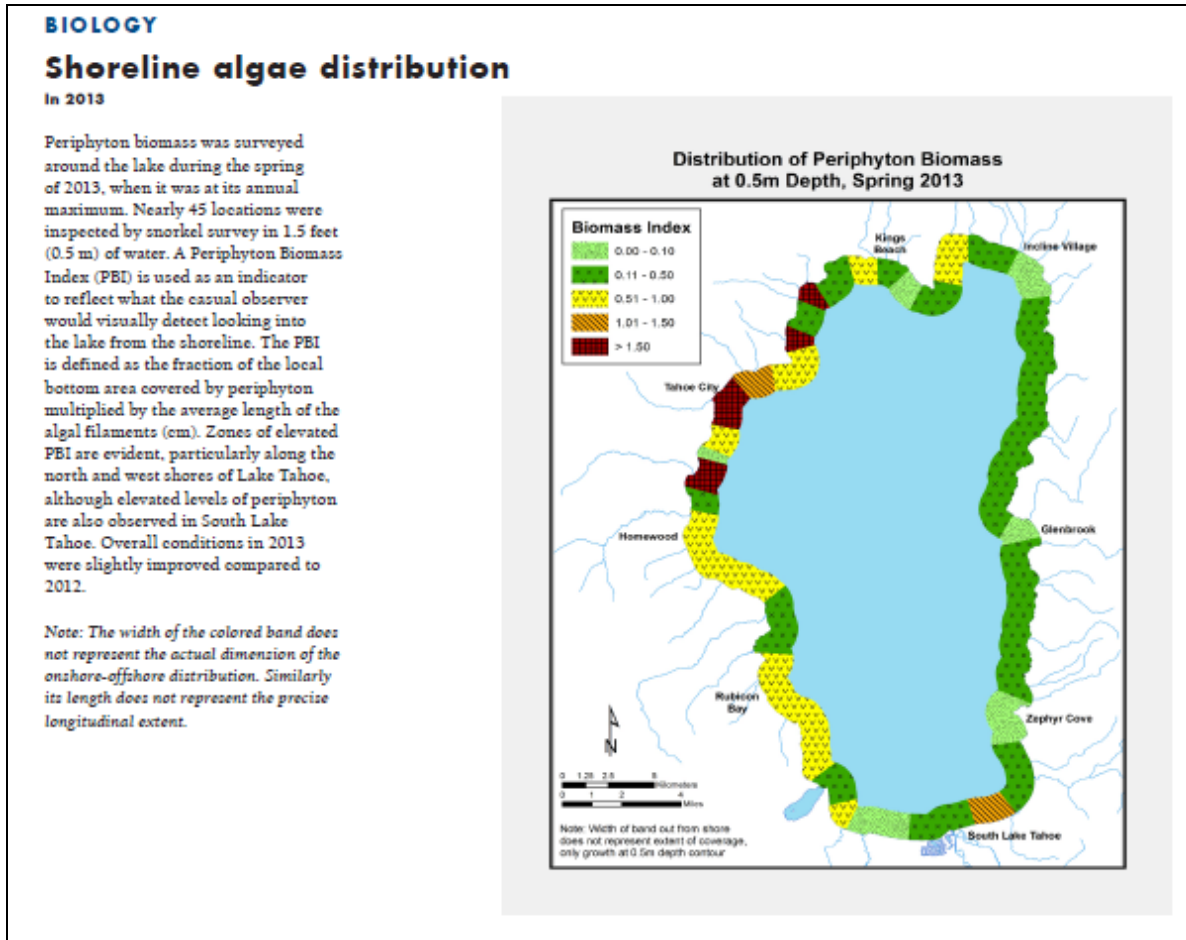 BIOLOGY
Shoreline algae distribution
In 2013
Periphyton biomass was surveyed
around the lake during the spring
of 2013, when it was at its annual
maximum. Nearly 45 locations were
inspected by snorkel survey in 1.5 feet
(0.5 m) of water. A Periphyton Biomass
Index (PBI) is used as an indicator
to reflect what the casual observer
would visually detect looking into
the lake from the shoreline. The PBI
is defined as the fraction of the local
bottom area covered by periphyton
multiplied by the average length of the
algal filaments (cm). Zones of elevated
PBI are evident, particularly along the
north and west shores of Lake Tahoe,
although elevated levels of periphyton
are also observed in South Lake
Tahoe. Overall conditions in 2013
were slightly improved compared to
2012.
Note: The width of the colored band does
not represent the actual dimension of the
onshore-offshore distribution. Similarly
its length does not represent the precise
longitudinal extent.
Distribution of Periphyton Biomass
at 0.5m Depth, Spring 2013
Biomass Index
0.00 - 0.10
0.11 - 0.50
0.51 - 1.00
1.01 - 1.50
> 1.50
Kings
Beach
Incline Village
Tahoe City
Homewood
Glenbrook
Rubicon
Bay
Zephyr Cove
South Lake Tahoe
N
0 1.25 2.5 5
Kilometers
0 1 2 4
Miles
Note: Width of band out from shore
does not represent extent of coverage,
only growth at 0.5m depth contour